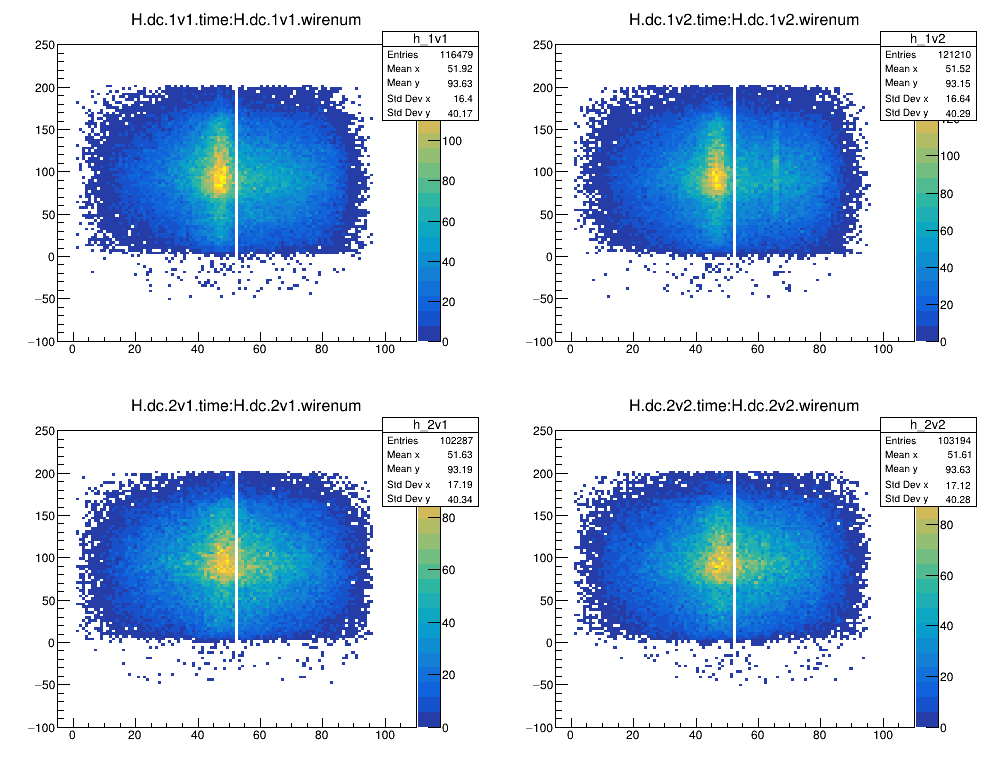 H.dc.1v1.time:H.dc.1v1.wirenum
h_1v1
Entries 116479
Mean x 51.92
Mean y 93.63
Std Dev x 16.4
Std Dev y 40.17
250
200
150
100
50
0
−50
−100
0 20 40 60 80 100
100
80
60
40
20
0
H.dc.1v2.time:H.dc.1v2.wirenum
h_1v2
Entries 121210
Mean x 51.52
Mean y 93.15
Std Dev x 16.64
Std Dev y 40.29
250
200
150
100
50
0
−50
−100
0 20 40 60 80 100
120
100
80
60
40
20
0
H.dc.2v1.time:H.dc.2v1.wirenum
h_2v1
Entries 102287
Mean x 51.63
Mean y 93.19
Std Dev x 17.19
Std Dev y 40.34
250
200
150
100
50
0
−50
−100
0 20 40 60 80 100
80
60
40
20
0
H.dc.2v2.time:H.dc.2v2.wirenum
h_2v2
Entries 103194
Mean x 51.61
Mean y 93.63
Std Dev x 17.12
Std Dev y 40.28
250
200
150
100
50
0
−50
−100
0 20 40 60 80 100
80
60
40
20
0